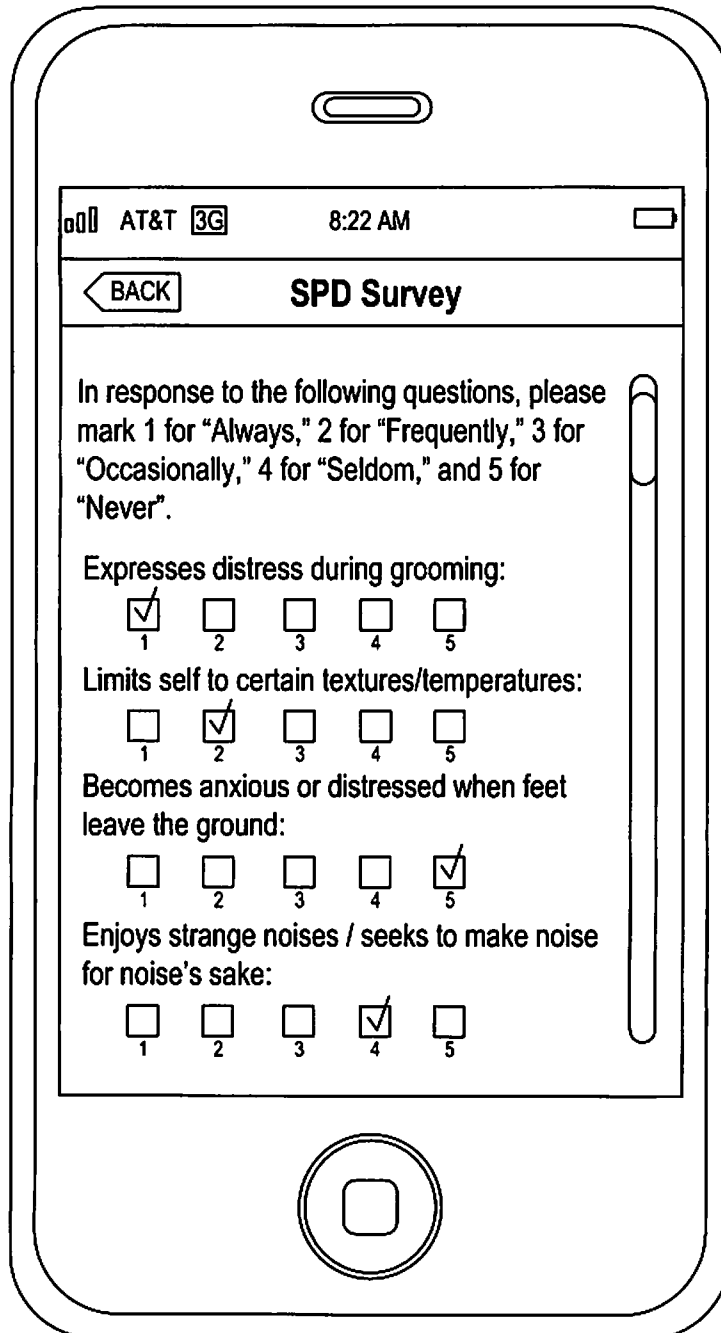 AT&T 3G 8:22 AM
BACK SPD Survey
In response to the following questions, please
mark 1 for “Always,” 2 for “Frequently,” 3 for
“Occasionally,” 4 for “Seldom,” and 5 for
“Never”.
Expresses distress during grooming:
1 2 3 4 5
Limits self to certain textures/temperatures:
1 2 3 4 5
Becomes anxious or distressed when feet
leave the ground:
1 2 3 4 5
Enjoys strange noises / seeks to make noise
for noise’s sake:
1 2 3 4 5